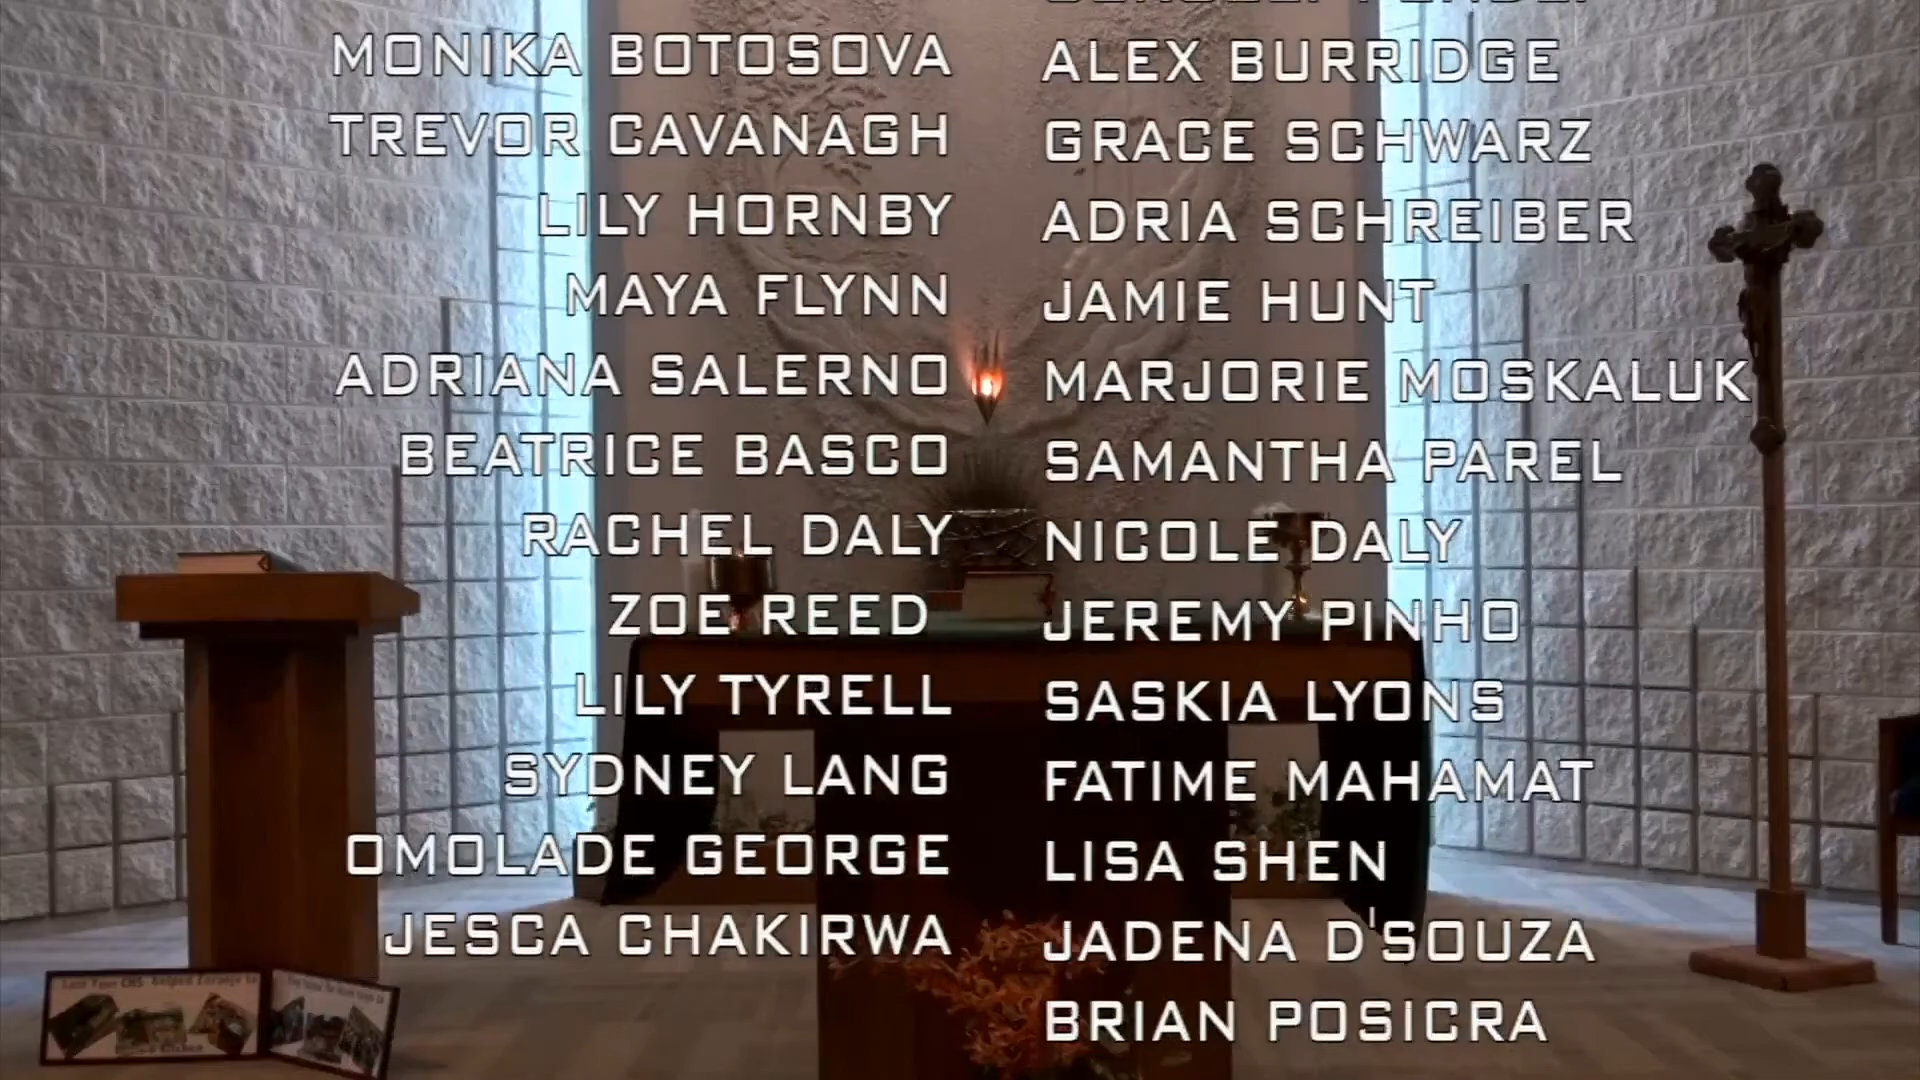 MONIKA BOTOSOVA
TREVOR CAVANAGH
LILY HORNBY
MAYA FLYNN
ADRIANA SALERNO
BEATRICE BASCO
RACHEL DALY
ZOE REED
LILY TYRELL
SYDNEY LANG
OMOLADE GEORGE
JESCA CHAKIRWA
ALEX BURRIDGE
GRACE SCHWARZ
ADRIA SCHREIBER
JAMIE HUNT
MARJORIE MOSKALUK
SAMANTHA PAREL
NICOLE DALY
JEREMY PINHO
SASKIA LYONS
FATIME MAHAMAT
LISA SHEN
JADENA D'SOUZA
BRIAN POSICRA